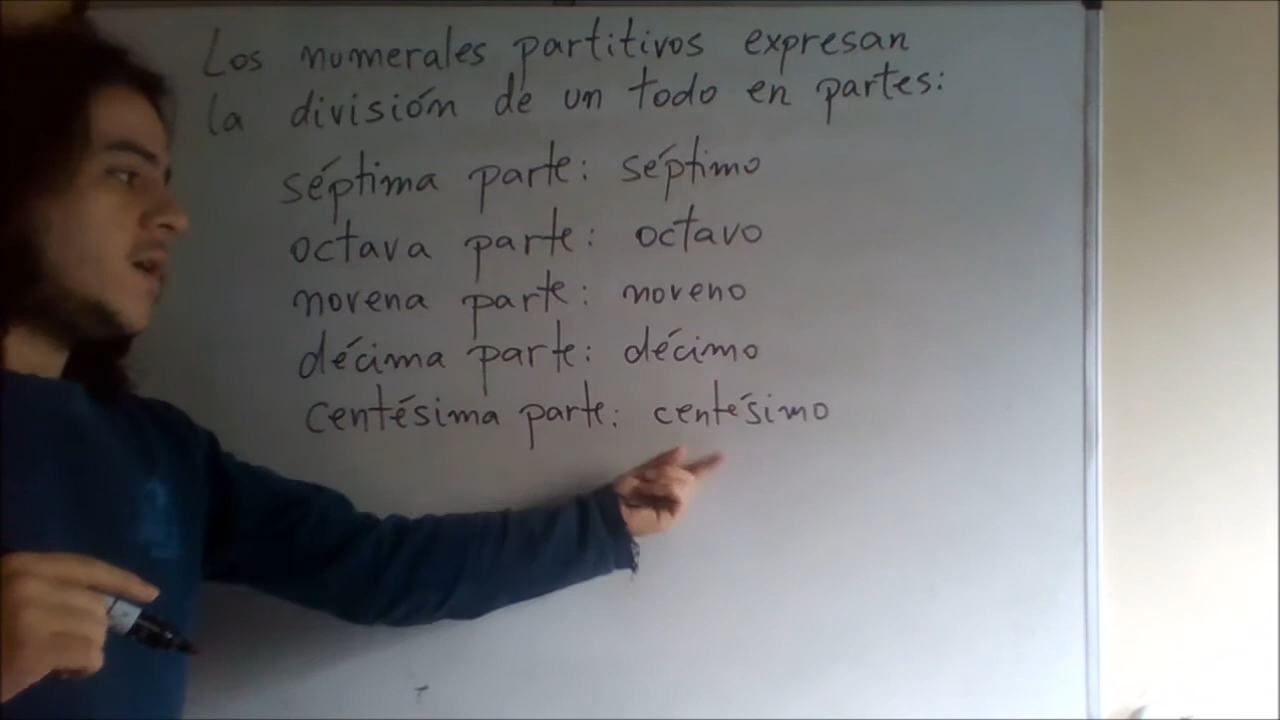 Los numerales partitivos expresan
la división de un todo en partes:
séptima parte: séptimo
octava parte: octavo
novena parte: noveno
décima parte: décimo
centésima parte: centésimo